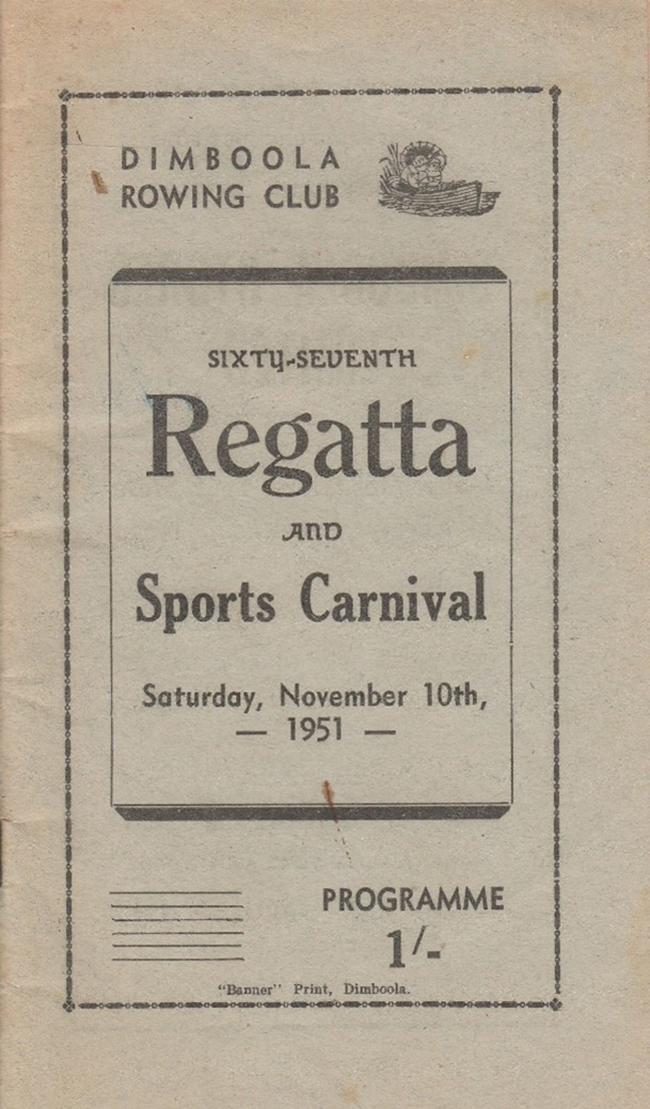 DIMBOOLA
ROWING CLUB
SIXTY-SEVENTH
Regatta
AND
Sports Carnival
Saturday, November 10th,
— 1951 —
PROGRAMME
1/-
"Banner" Print, Dimboola.